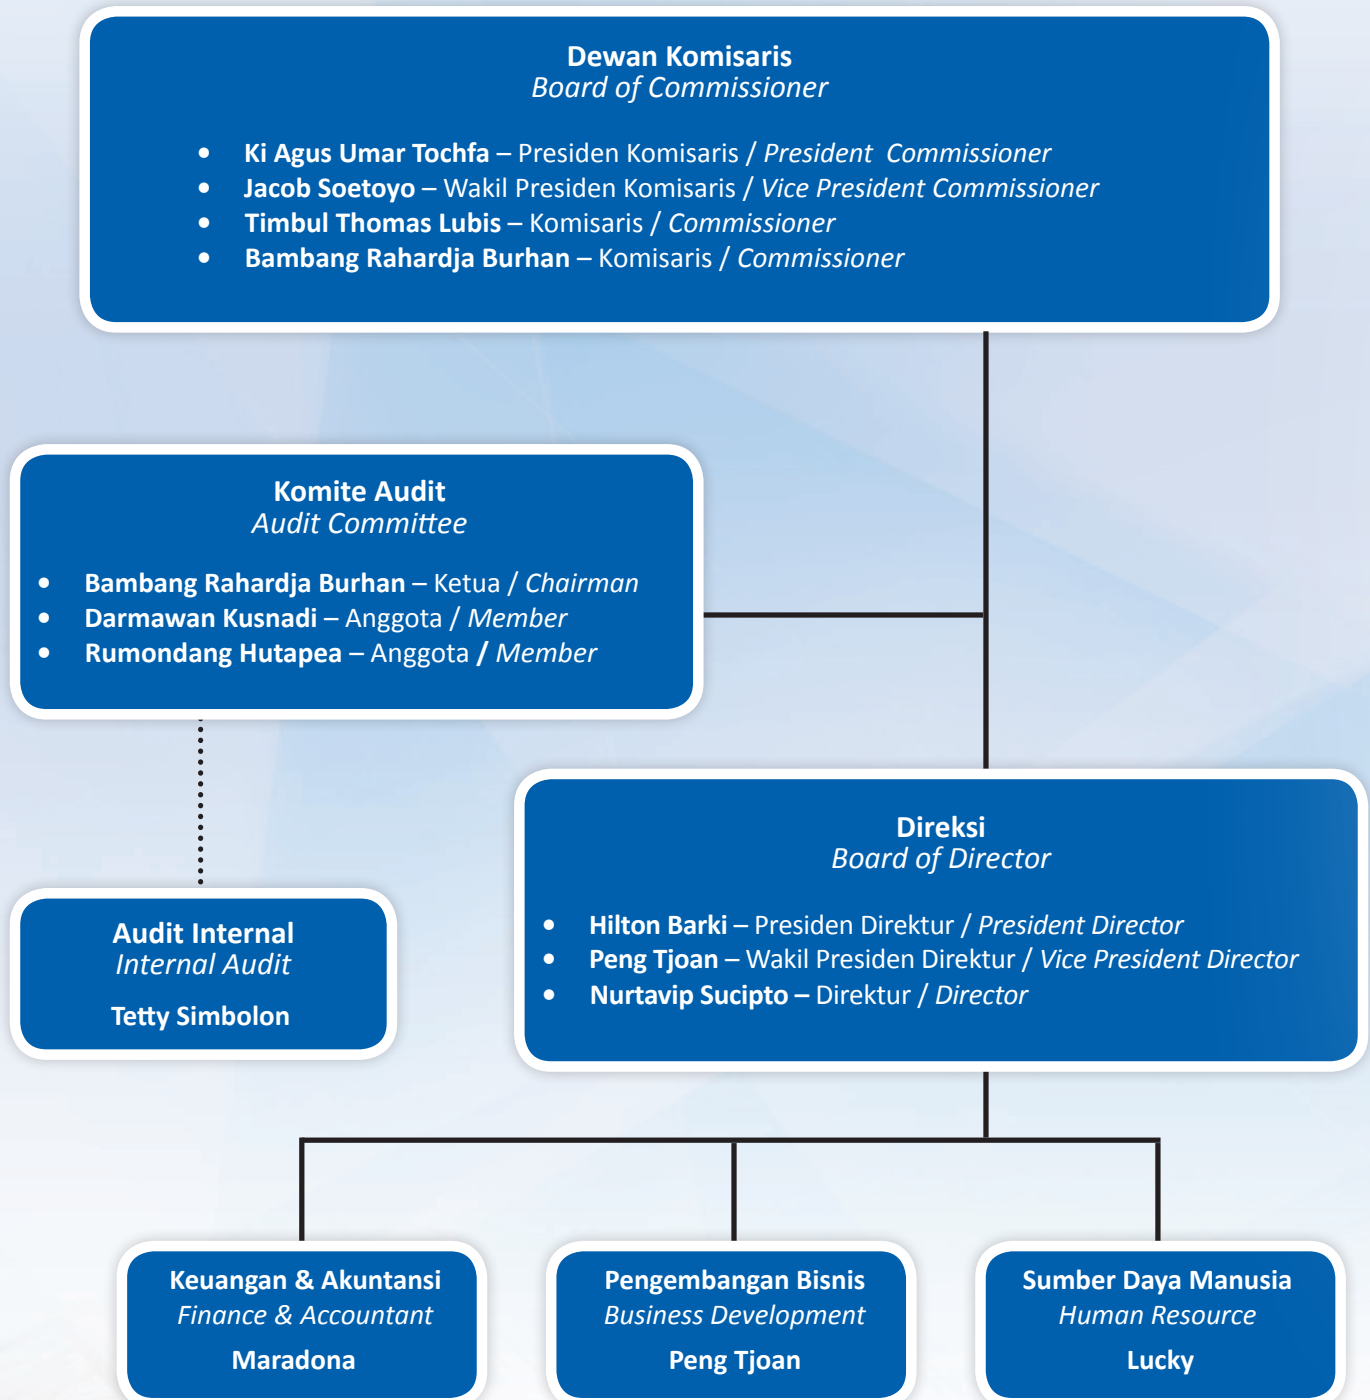 Dewan Komisaris
Board of Commissioner
• Ki Agus Umar Tochfa – Presiden Komisaris / President Commissioner
• Jacob Soetoyo – Wakil Presiden Komisaris / Vice President Commissioner
• Timbul Thomas Lubis – Komisaris / Commissioner
• Bambang Rahardja Burhan – Komisaris / Commissioner
Komite Audit
Audit Committee
• Bambang Rahardja Burhan – Ketua / Chairman
• Darmawan Kusnadi – Anggota / Member
• Rumondang Hutapea – Anggota / Member
Direksi
Board of Director
• Hilton Barki – Presiden Direktur / President Director
• Peng Tjoan – Wakil Presiden Direktur / Vice President Director
• Nurtavip Sucipto – Direktur / Director
Audit Internal
Internal Audit
Tetty Simbolon
Keuangan & Akuntansi
Finance & Accountant
Maradona
Pengembangan Bisnis
Business Development
Peng Tjoan
Sumber Daya Manusia
Human Resource
Lucky